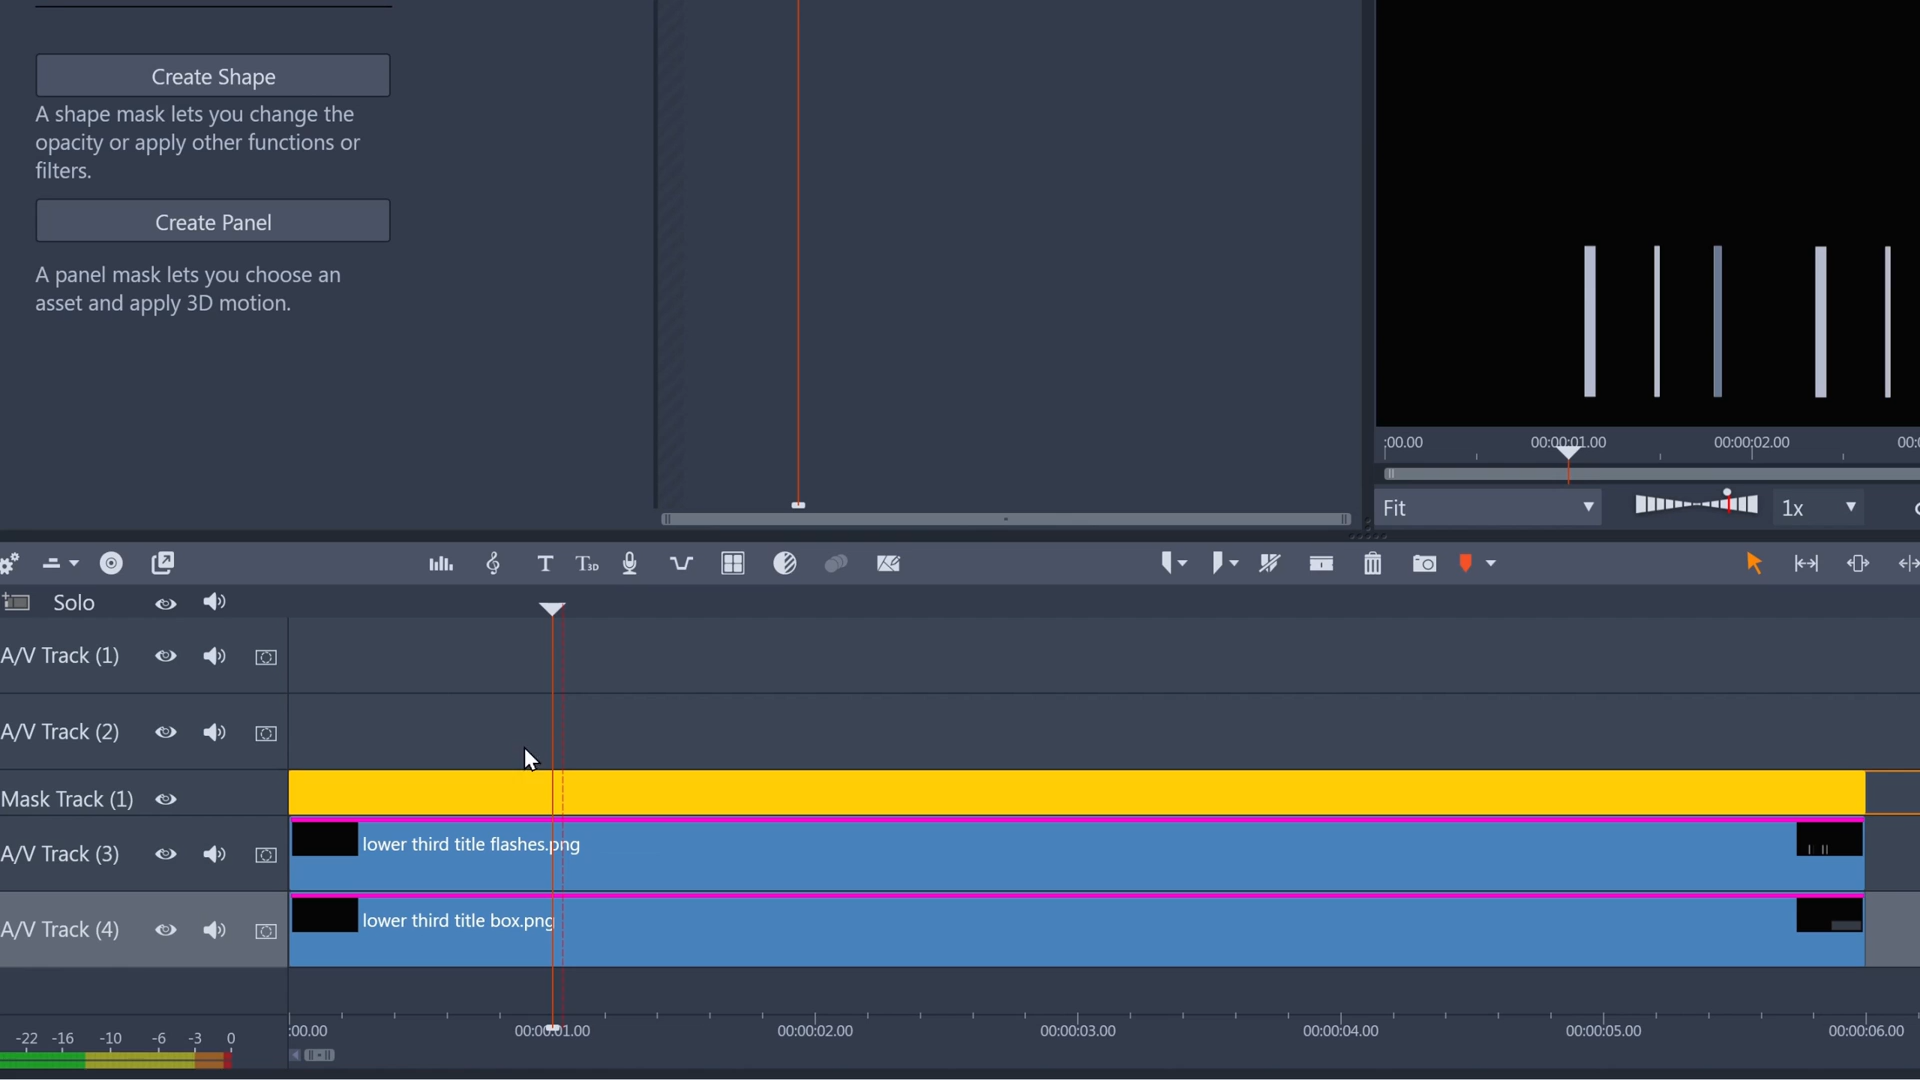 Create Shape
A shape mask lets you change the
opacity or apply other functions or
filters.
Create Panel
A panel mask lets you choose an
asset and apply 3D motion.
:00.00 00:00:01.00 00:00:02.00
Fit 1x
T T3D
Solo
A/V Track (1)
A/V Track (2)
Mask Track (1)
A/V Track (3) lower third title flashes.png
A/V Track (4) lower third title box.png
:00.00 00:00:01.00 00:00:02.00 00:00:03.00 00:00:04.00 00:00:05.00 00:00:06.00
-22 -16 -10 -6 -3 0